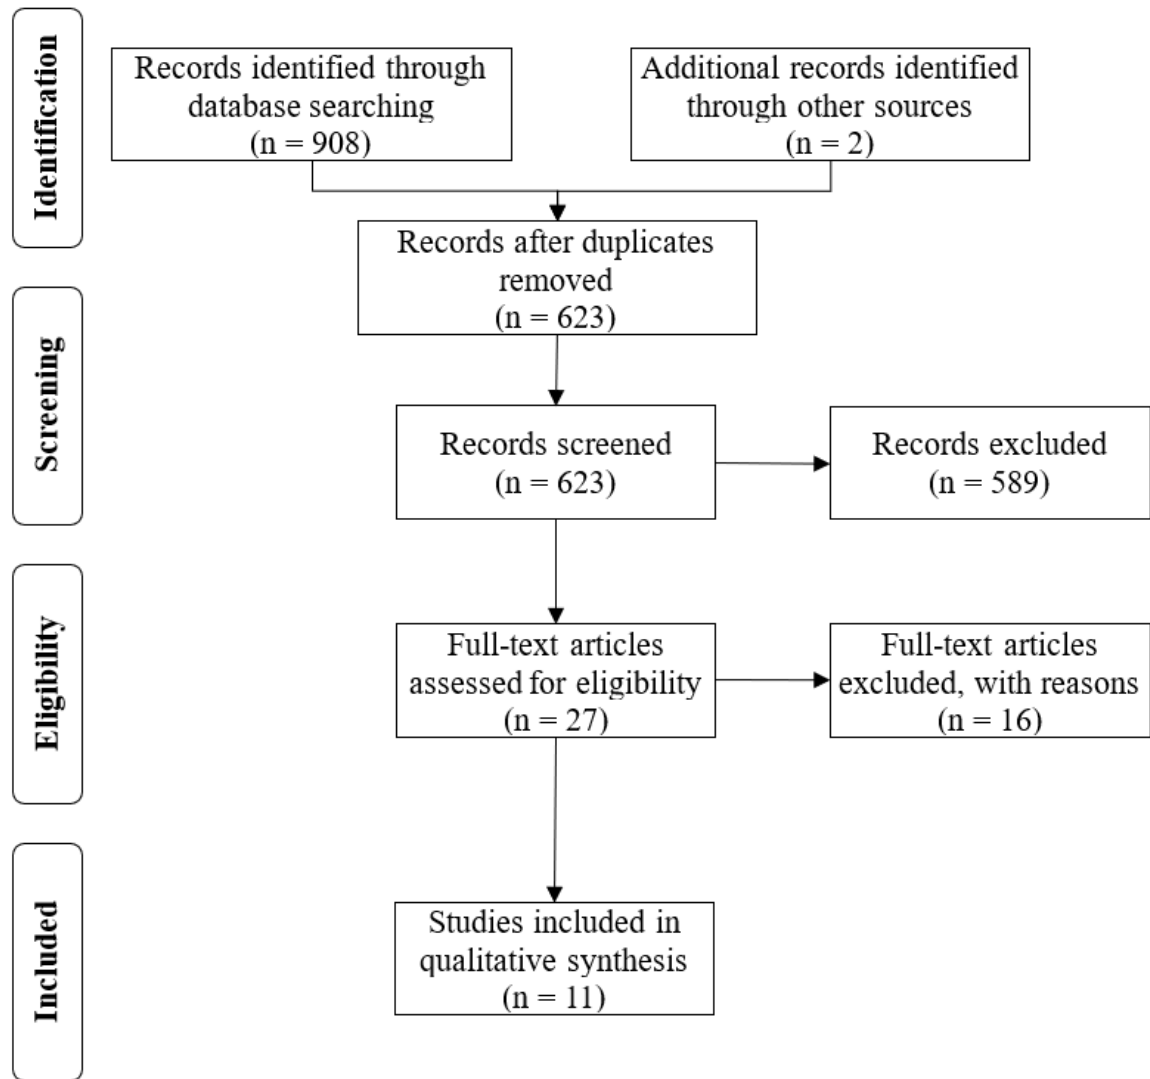 Identification
Records identified through
database searching
(n = 908)
Additional records identified
through other sources
(n = 2)
Records after duplicates
removed
(n = 623)
Screening
Records screened
(n = 623)
Records excluded
(n = 589)
Eligibility
Full-text articles
assessed for eligibility
(n = 27)
Full-text articles
excluded, with reasons
(n = 16)
Included
Studies included in
qualitative synthesis
(n = 11)